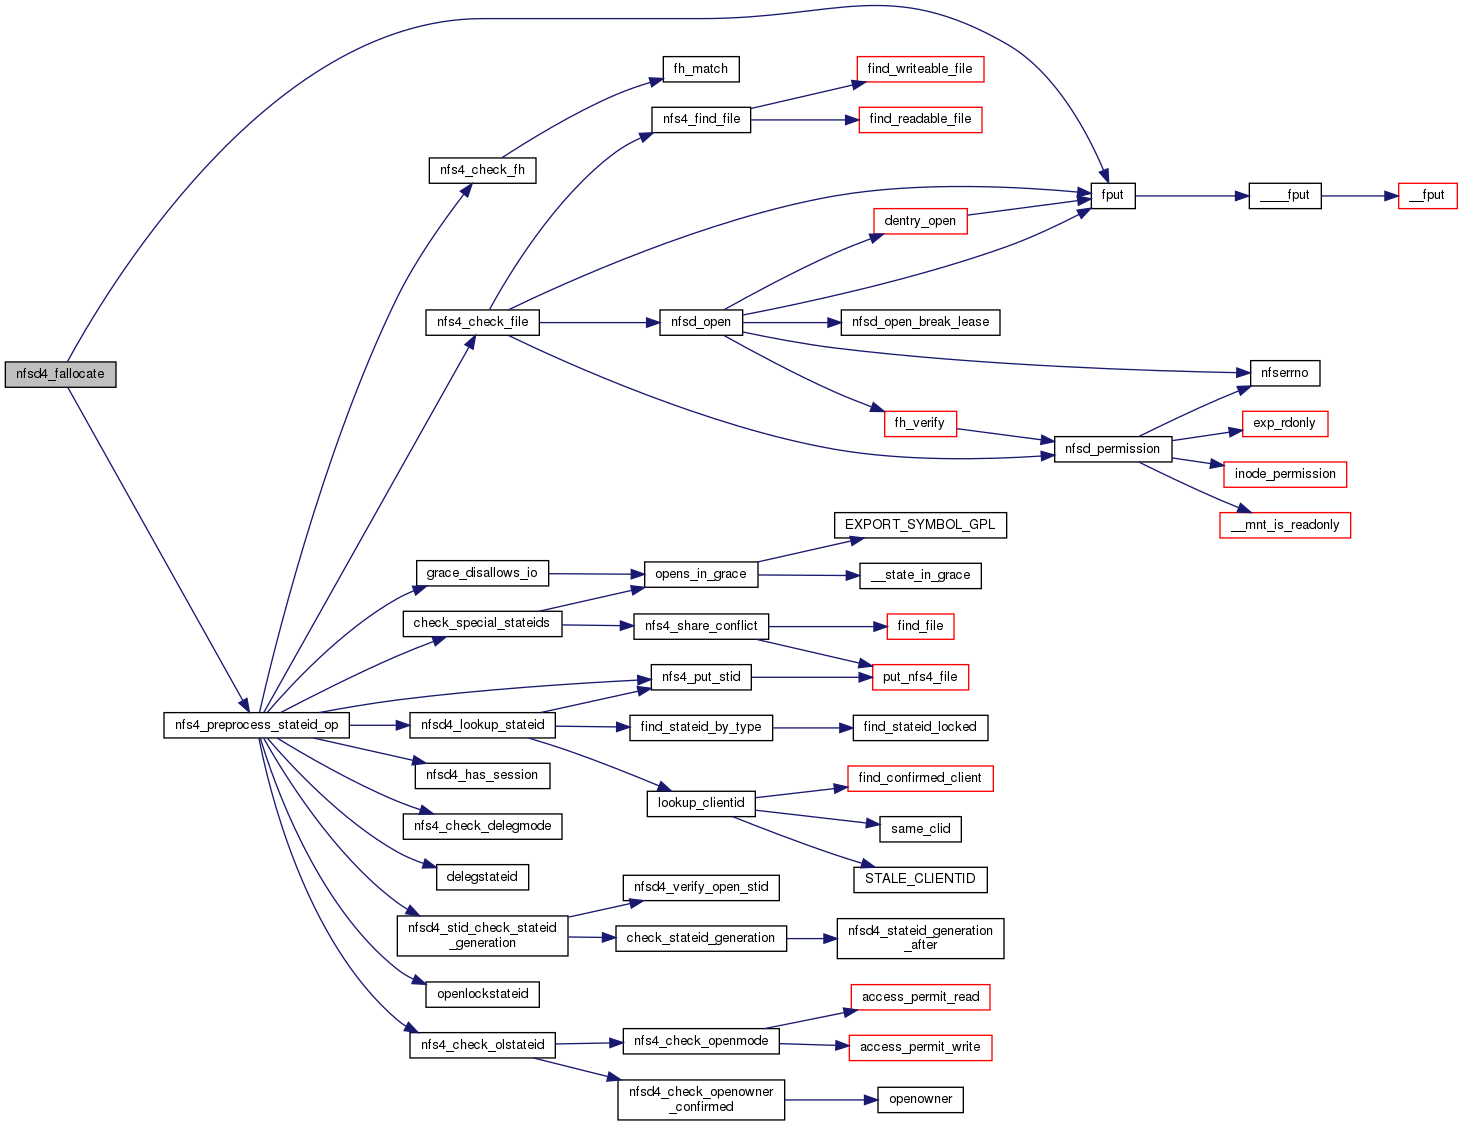 fh_match
find_writeable_file
nfs4_find_file
find_readable_file
nfs4_check_fh
fput
____fput
__fput
dentry_open
nfs4_check_file
nfsd_open
nfsd_open_break_lease
nfsd4_fallocate
nfserrno
fh_verify
exp_rdonly
nfsd_permission
inode_permission
EXPORT_SYMBOL_GPL
__mnt_is_readonly
grace_disallows_io
opens_in_grace
__state_in_grace
check_special_stateids
nfs4_share_conflict
find_file
nfs4_put_stid
put_nfs4_file
nfs4_preprocess_stateid_op
nfsd4_lookup_stateid
find_stateid_by_type
find_stateid_locked
nfsd4_has_session
find_confirmed_client
lookup_clientid
nfs4_check_delegmode
same_clid
delegstateid
STALE_CLIENTID
nfsd4_verify_open_stid
nfsd4_stid_check_stateid
_generation
check_stateid_generation
nfsd4_stateid_generation
_after
openlockstateid
access_permit_read
nfs4_check_olstateid
nfs4_check_openmode
access_permit_write
nfsd4_check_openowner
_confirmed
openowner